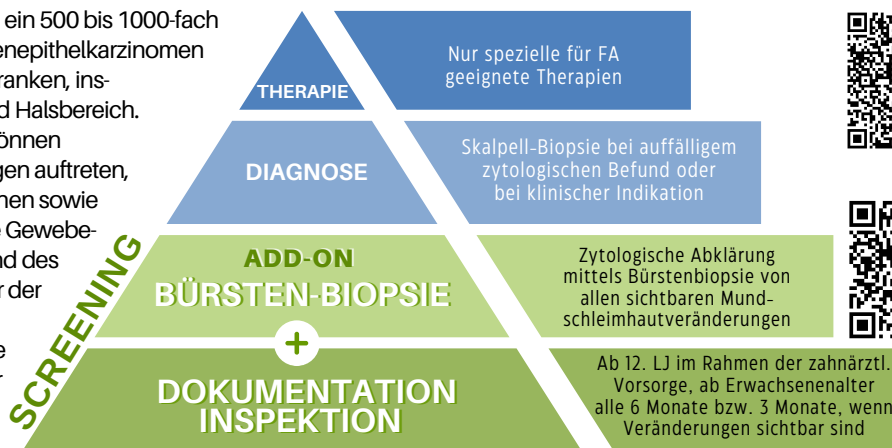 ein 500 bis 1000-fach
enepithelkarzinomen
ranken, ins-
d Halsbereich.
önnen
gen auftreten,
nen sowie
e Gewebe-
nd des
r der
e
r
THERAPIE
Nur spezielle für FA
geeignete Therapien
DIAGNOSE
Skalpell-Biopsie bei auffälligem
zytologischen Befund oder
bei klinischer Indikation
SCREENING
ADD-ON
BÜRSTEN-BIOPSIE
Zytologische Abklärung
mittels Bürstenbiopsie von
allen sichtbaren Mund-
schleimhautveränderungen
+
DOKUMENTATION
INSPEKTION
Ab 12. LJ im Rahmen der zahnärztl.
Vorsorge, ab Erwachsenenalter
alle 6 Monate bzw. 3 Monate, wenn
Veränderungen sichtbar sind